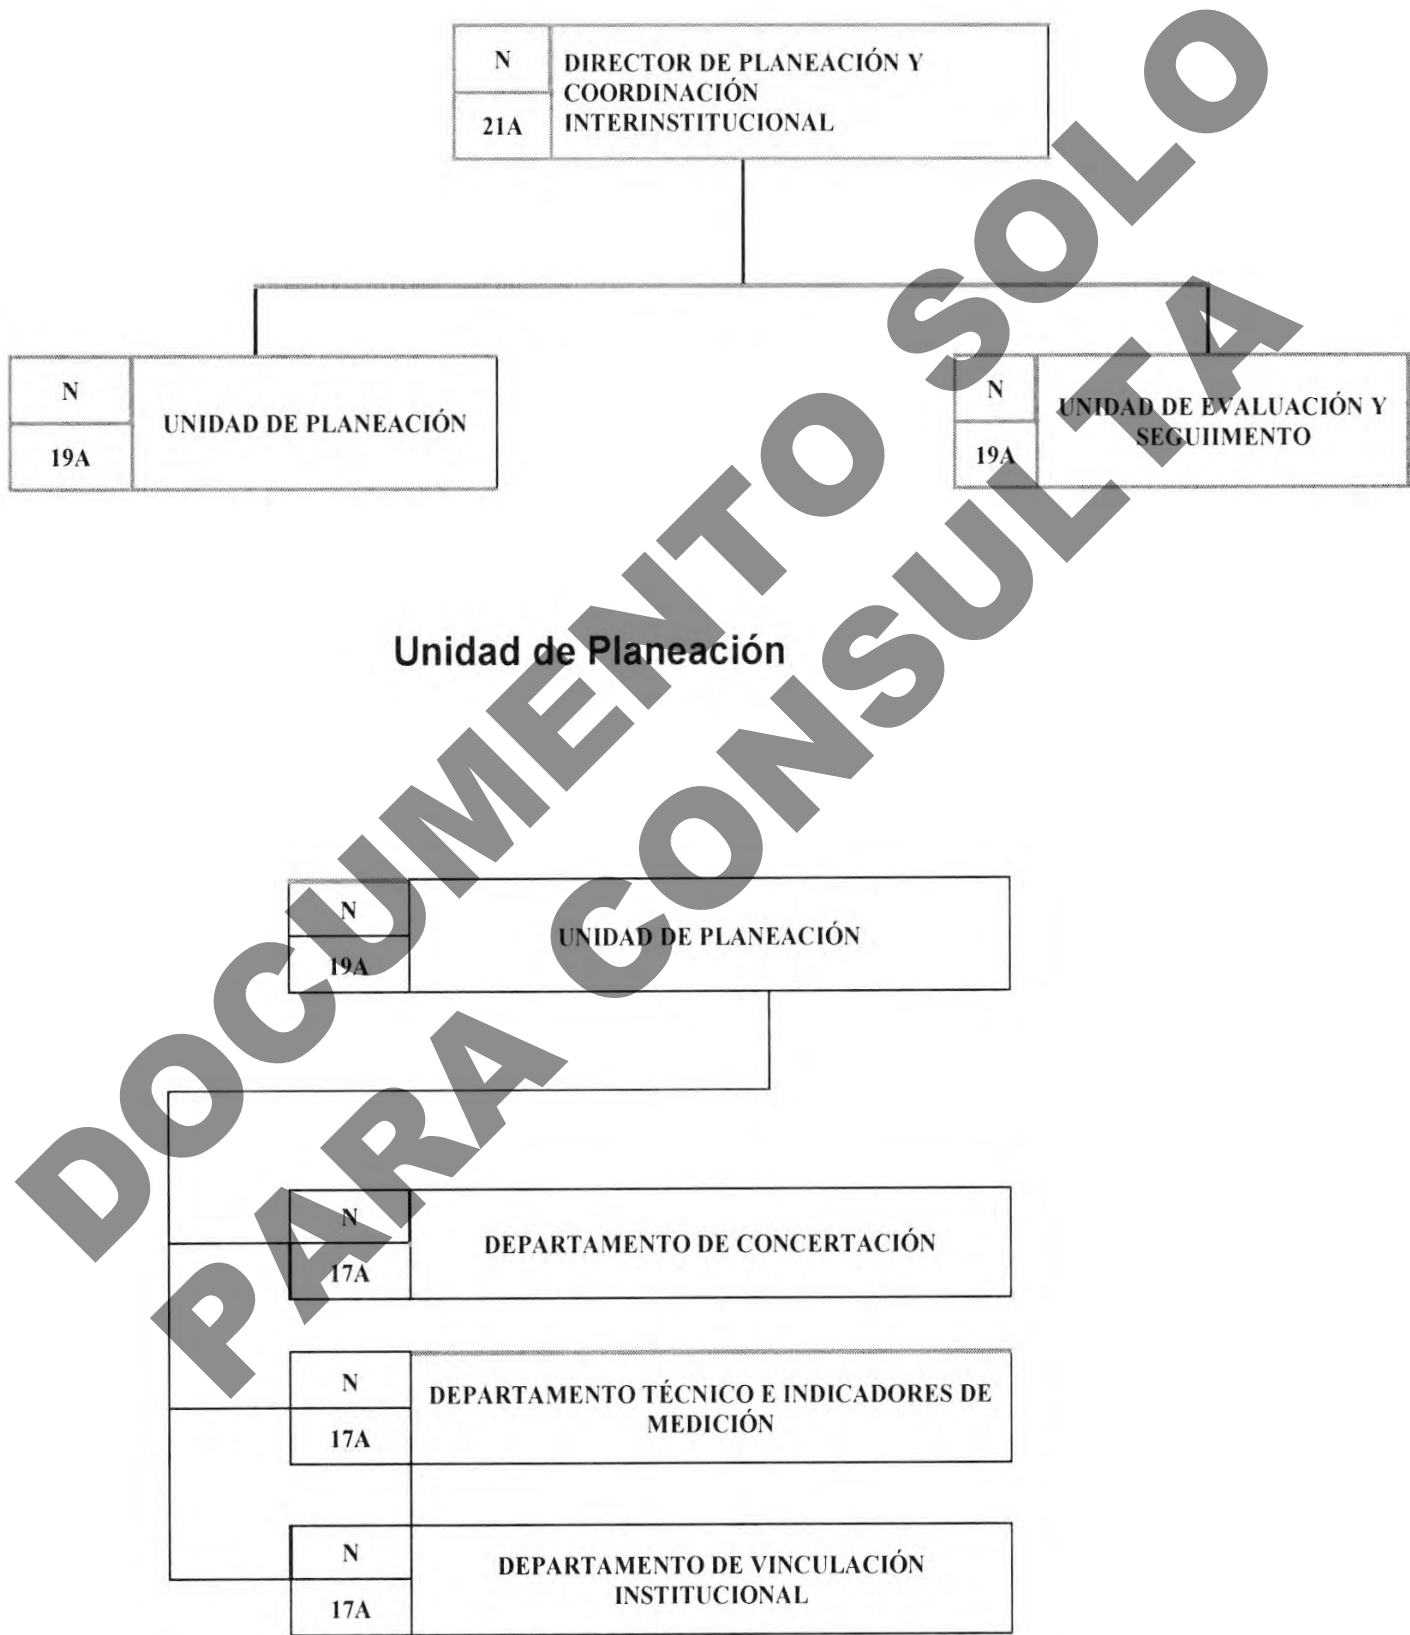 N
21A
DIRECTOR DE PLANEACIÓN Y
COORDINACIÓN
INTERINSTITUCIONAL
N
19A
UNIDAD DE PLANEACIÓN
N
19A
UNIDAD DE EVALUACIÓN Y
SEGUIIMENTO
Unidad de Planeación
N
19A
UNIDAD DE PLANEACIÓN
N
17A
DEPARTAMENTO DE CONCERTACIÓN
N
17A
DEPARTAMENTO TÉCNICO E INDICADORES DE
MEDICIÓN
N
17A
DEPARTAMENTO DE VINCULACIÓN
INSTITUCIONAL
DOCUMENTO SOLO
PARA CONSULTA